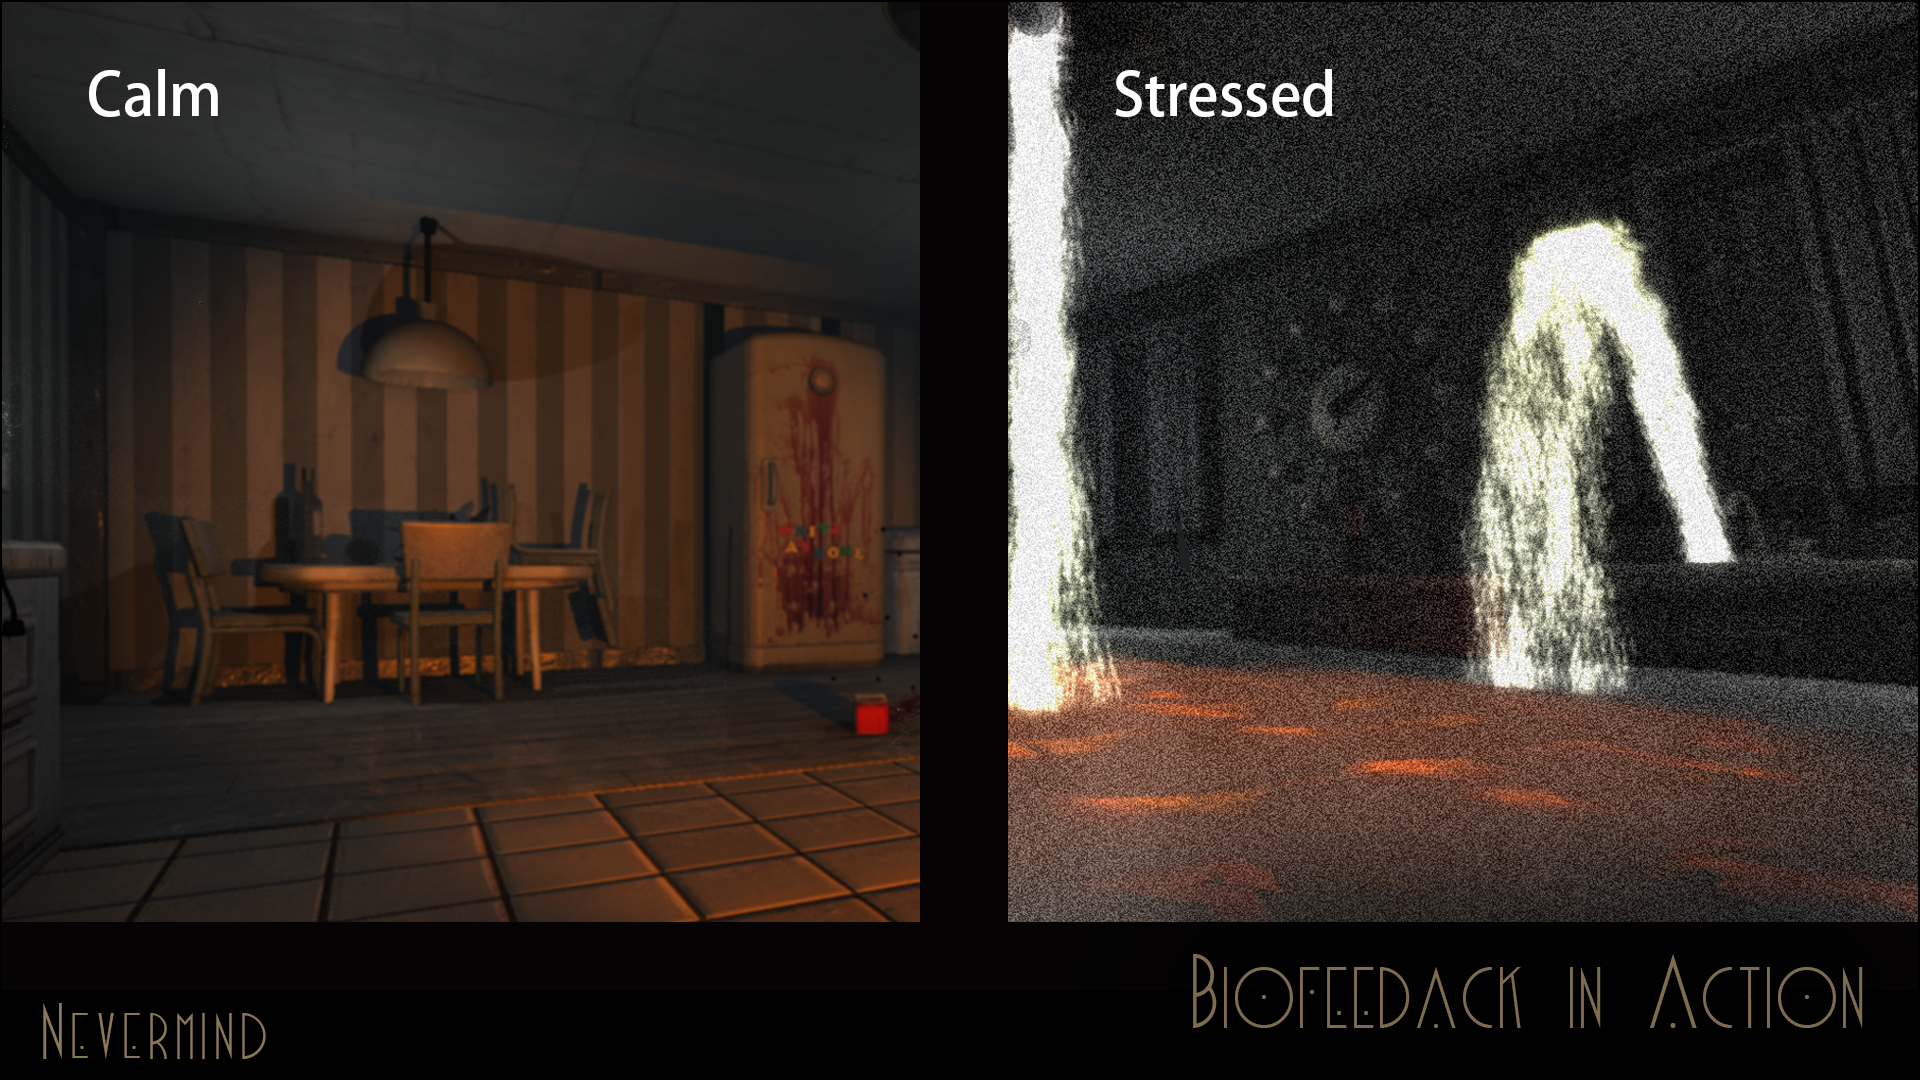 Calm
Stressed
BIOFEEDACK IN ACTION
NEVERMIND